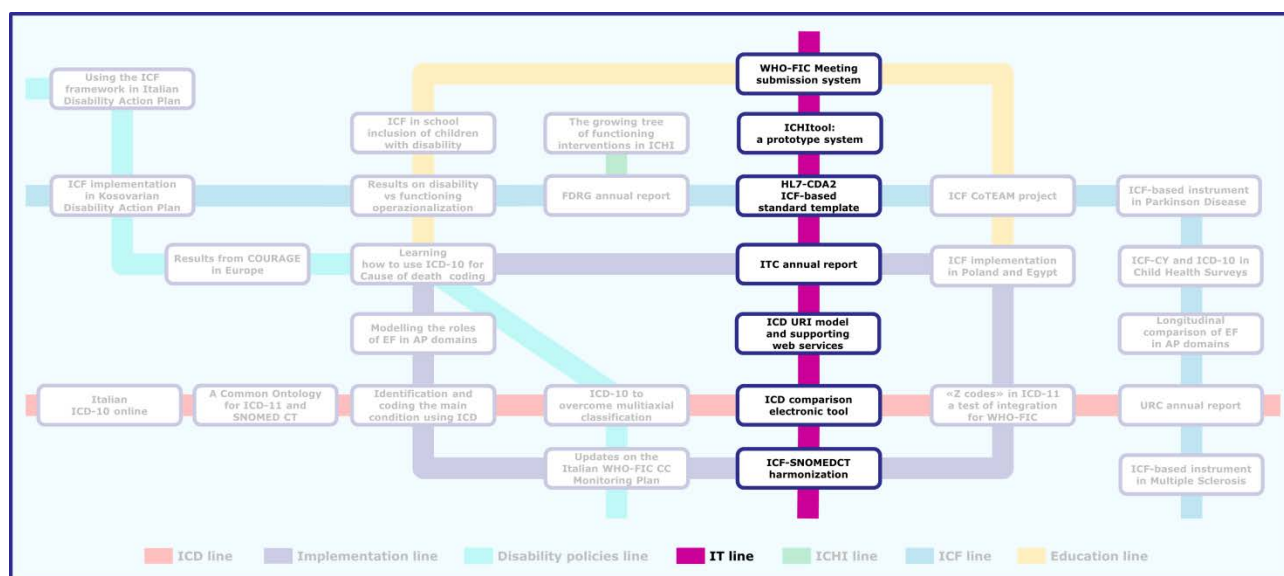 WHO-FIC Meeting
submission system
Using the ICF
framework in Italian
Disability Action Plan
ICF in school
inclusion of children
with disability
The growing tree
of functioning
interventions in ICHI
ICHItool:
a prototype system
ICF implementation
in Kosovarian
Disability Action Plan
Results on disability
vs functioning
operazionalization
FDRG annual report
HL7-CDA2
ICF-based
standard template
ICF CoTEAM project
ICF-based instrument
in Parkinson Disease
Results from COURAGE
in Europe
Learning
how to use ICD-10 for
Cause of death coding
ITC annual report
ICF implementation
in Poland and Egypt
ICF-CY and ICD-10 in
Child Health Surveys
Modelling the roles
of EF in AP domains
ICD URI model
and supporting
web services
Longitudinal
comparison of EF
in AP domains
Italian
ICD-10 online
A Common Ontology
for ICD-11 and
SNOMED CT
Identification and
coding the main
condition using ICD
ICD-10 to
overcome mulitiaxial
classification
ICD comparison
electronic tool
«Z codes» in ICD-11
a test of integration
for WHO-FIC
URC annual report
Updates on the
Italian WHO-FIC CC
Monitoring Plan
ICF-SNOMEDCT
harmonization
ICF-based instrument
in Multiple Sclerosis
ICD line
Implementation line
Disability policies line
IT line
ICHI line
ICF line
Education line